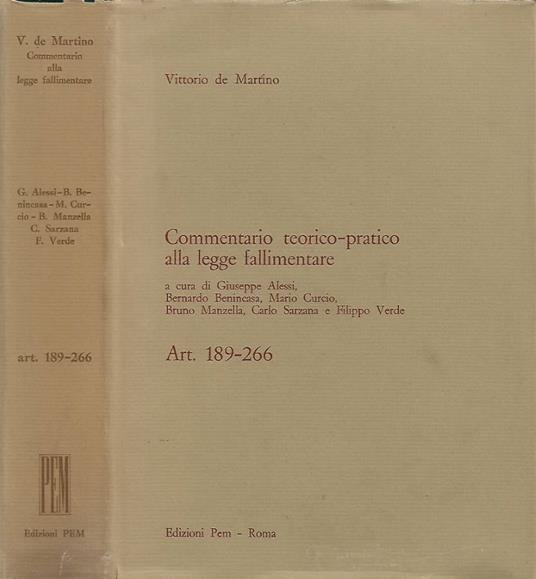 V. de Martino
Commentario
alla
legge fallimentare
G. Alessi-B. Be-
nincasa-M. Cur-
cio-B. Manzella
C. Sarzana
F. Verde
art. 189-266
PEM
Edizioni PEM
Vittorio de Martino
Commentario teorico-pratico
alla legge fallimentare
a cura di Giuseppe Alessi,
Bernardo Benincasa, Mario Curcio,
Bruno Manzella, Carlo Sarzana e Filippo Verde
Art. 189-266
Edizioni Pem - Roma